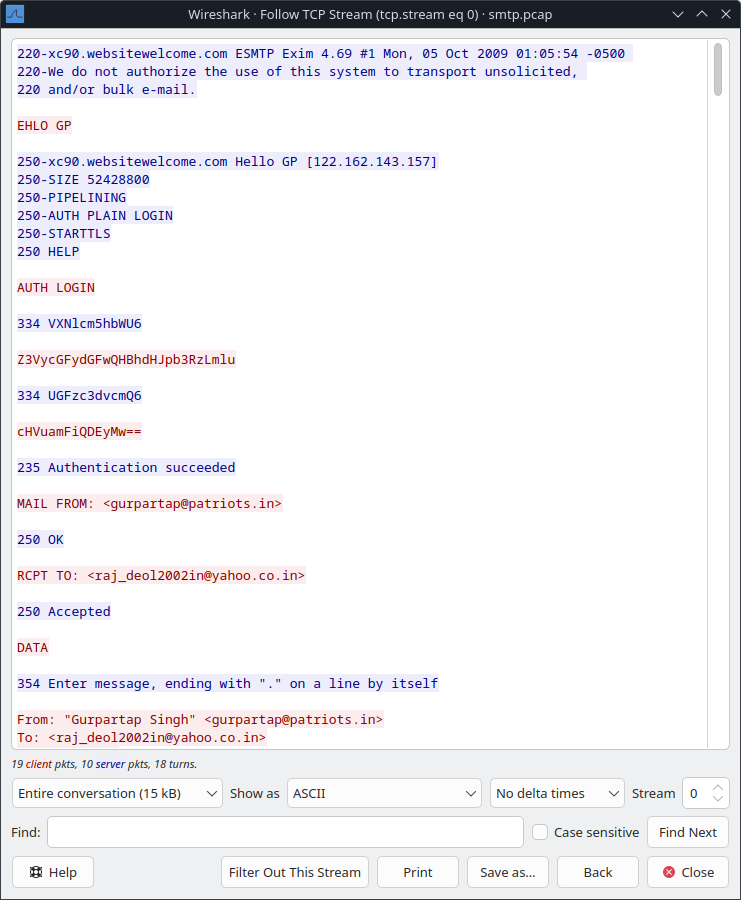 Wireshark · Follow TCP Stream (tcp.stream eq 0) · smtp.pcap
220-xc90.websitewelcome.com ESMTP Exim 4.69 #1 Mon, 05 Oct 2009 01:05:54 -0500
220-We do not authorize the use of this system to transport unsolicited,
220 and/or bulk e-mail.
EHLO GP
250-xc90.websitewelcome.com Hello GP [122.162.143.157]
250-SIZE 52428800
250-PIPELINING
250-AUTH PLAIN LOGIN
250-STARTTLS
250 HELP
AUTH LOGIN
334 VXNlcm5hbWU6
Z3VycGFydGFwQHBhdHJpb3RzLmlu
334 UGFzc3dvcmQ6
cHVuamFiQDEyMw==
235 Authentication succeeded
MAIL FROM: <gurpartap@patriots.in>
250 OK
RCPT TO: <raj_deol2002in@yahoo.co.in>
250 Accepted
DATA
354 Enter message, ending with "." on a line by itself
From: "Gurpartap Singh" <gurpartap@patriots.in>
To: <raj_deol2002in@yahoo.co.in>
19 client pkts, 10 server pkts, 18 turns.
Entire conversation (15 kB) Show as ASCII No delta times Stream 0
Find: Case sensitive Find Next
Help Filter Out This Stream Print Save as... Back Close